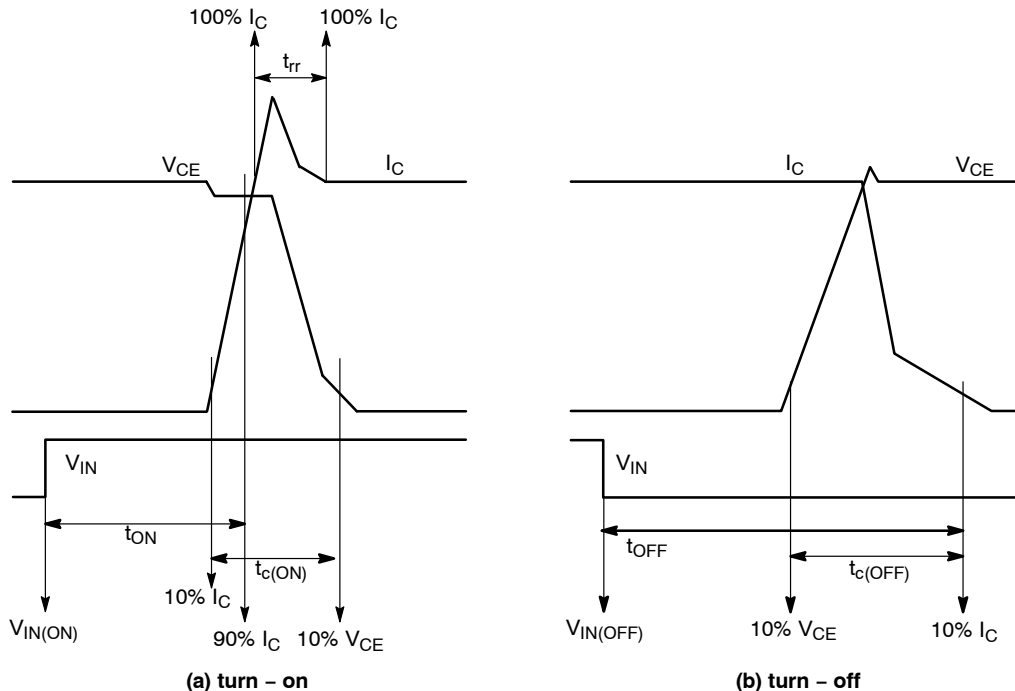 100% I_C 100% I_C
t_rr
V_CE I_C
V_IN
t_ON
t_c(ON)
10% I_C
V_IN(ON)
90% I_C 10% V_CE
(a) turn − on
I_C V_CE
V_IN
t_OFF
t_c(OFF)
V_IN(OFF) 10% V_CE 10% I_C
(b) turn − off